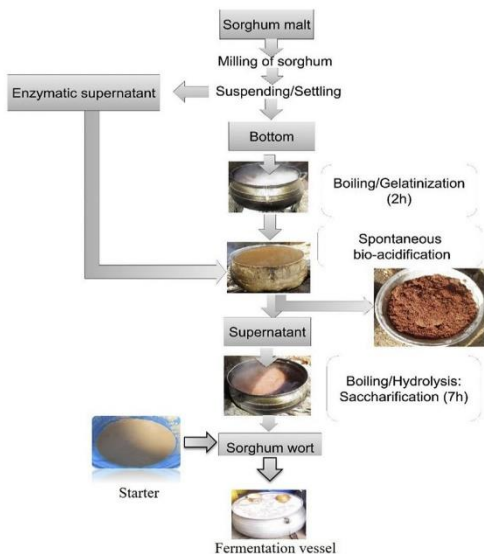 Sorghum malt
Milling of sorghum
Enzymatic supernatant
Suspending/Settling
Bottom
Boiling/Gelatinization
(2h)
Spontaneous
bio-acidification
Supernatant
Boiling/Hydrolysis:
Saccharification (7h)
Sorghum wort
Starter
Fermentation vessel